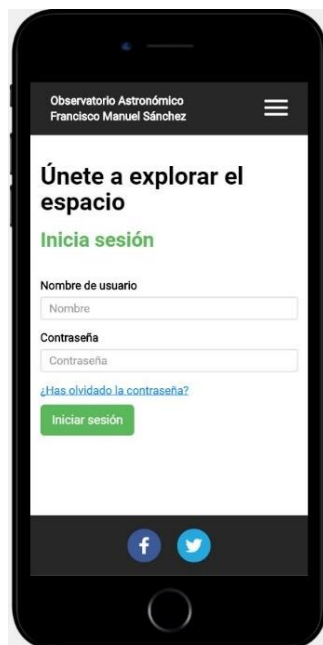 Observatorio Astronómico
Francisco Manuel Sánchez
Únete a explorar el
espacio
Inicia sesión
Nombre de usuario
Nombre
Contraseña
Contraseña
¿Has olvidado la contraseña?
Iniciar sesión